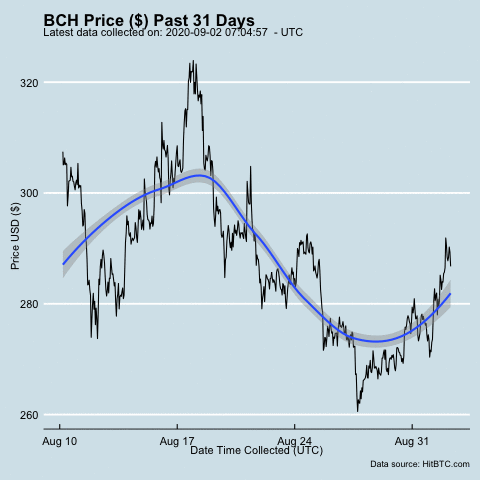 BCH Price ($) Past 31 Days
Latest data collected on: 2020-09-02 07:04:57 - UTC
320
300
280
260
Price USD ($)
Aug 10 Aug 17 Aug 24 Aug 31
Date Time Collected (UTC)
Data source: HitBTC.com